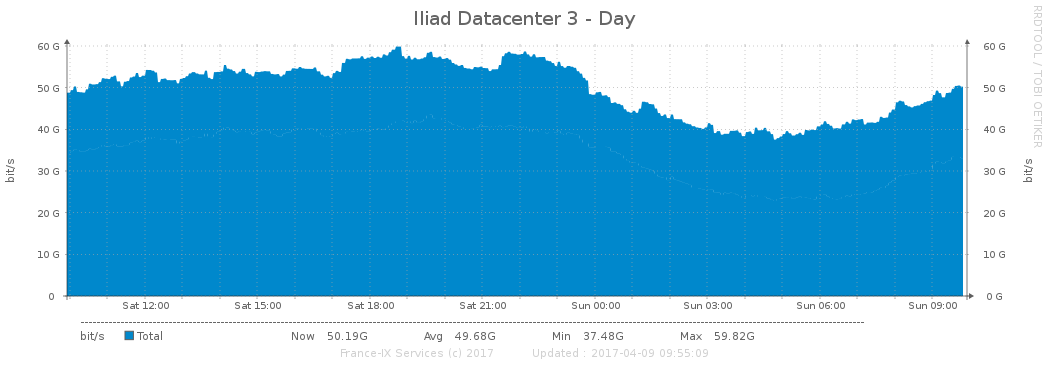 Iliad Datacenter 3 - Day
RRDTOOL / TOBI OETIKER
bit/s
60 G
50 G
40 G
30 G
20 G
10 G
0
60 G
50 G
40 G
30 G
20 G
10 G
0 G
bit/s
Sat 12:00 Sat 15:00 Sat 18:00 Sat 21:00 Sun 00:00 Sun 03:00 Sun 06:00 Sun 09:00
bit/s Total Now 50.19G Avg 49.68G Min 37.48G Max 59.82G
France-IX Services (c) 2017 Updated : 2017-04-09 09:55:09